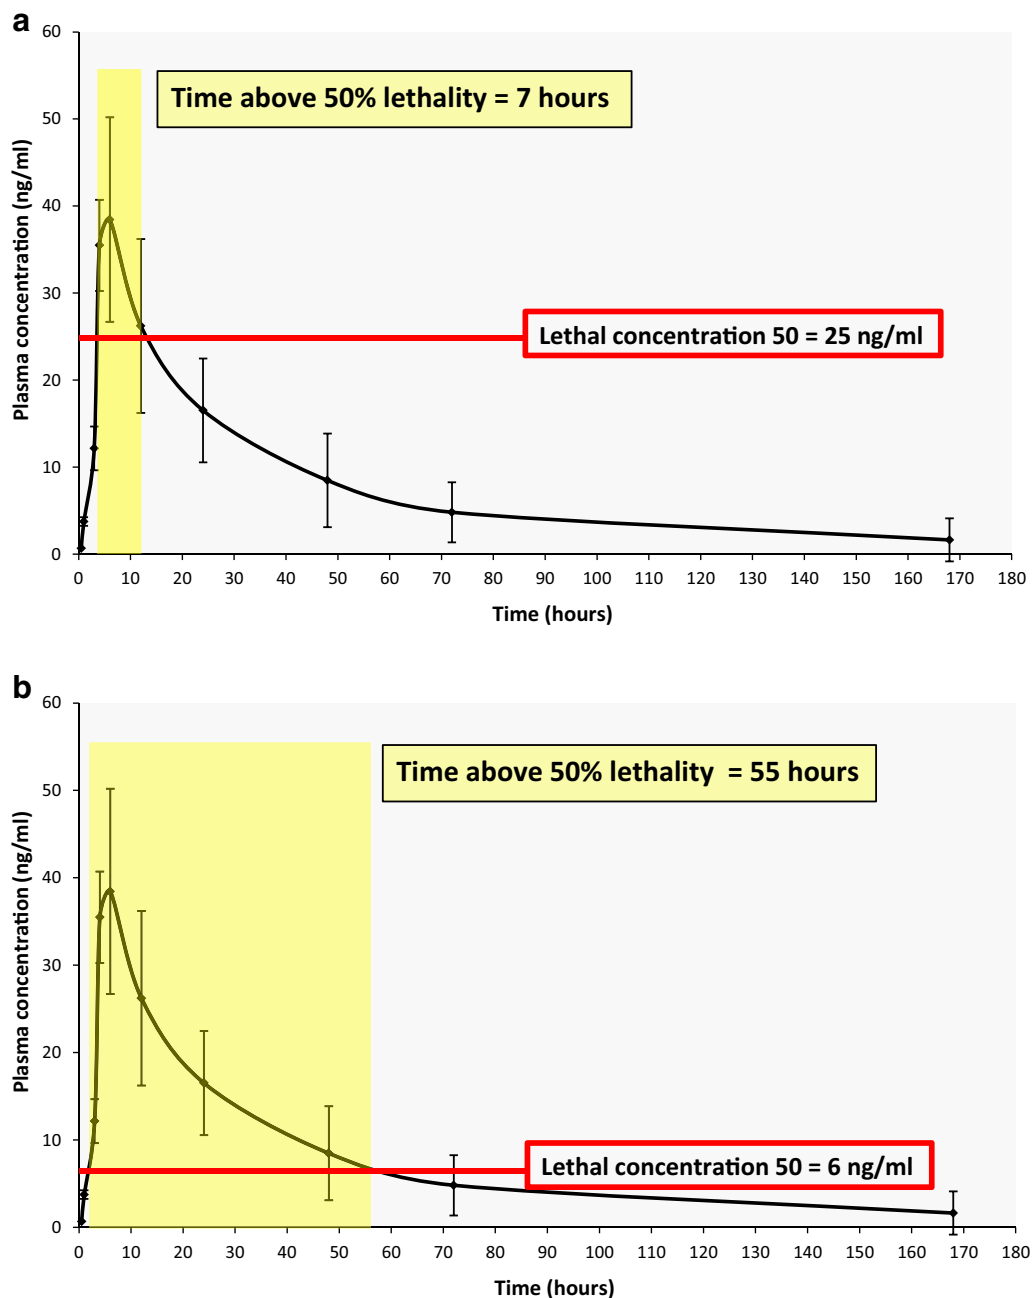 a
60
50
40
30
20
10
0
Plasma concentration (ng/ml)
Time above 50% lethality = 7 hours
Lethal concentration 50 = 25 ng/ml
0 10 20 30 40 50 60 70 80 90 100 110 120 130 140 150 160 170 180
Time (hours)
b
60
50
40
30
20
10
0
Plasma concentration (ng/ml)
Time above 50% lethality = 55 hours
Lethal concentration 50 = 6 ng/ml
0 10 20 30 40 50 60 70 80 90 100 110 120 130 140 150 160 170 180
Time (hours)